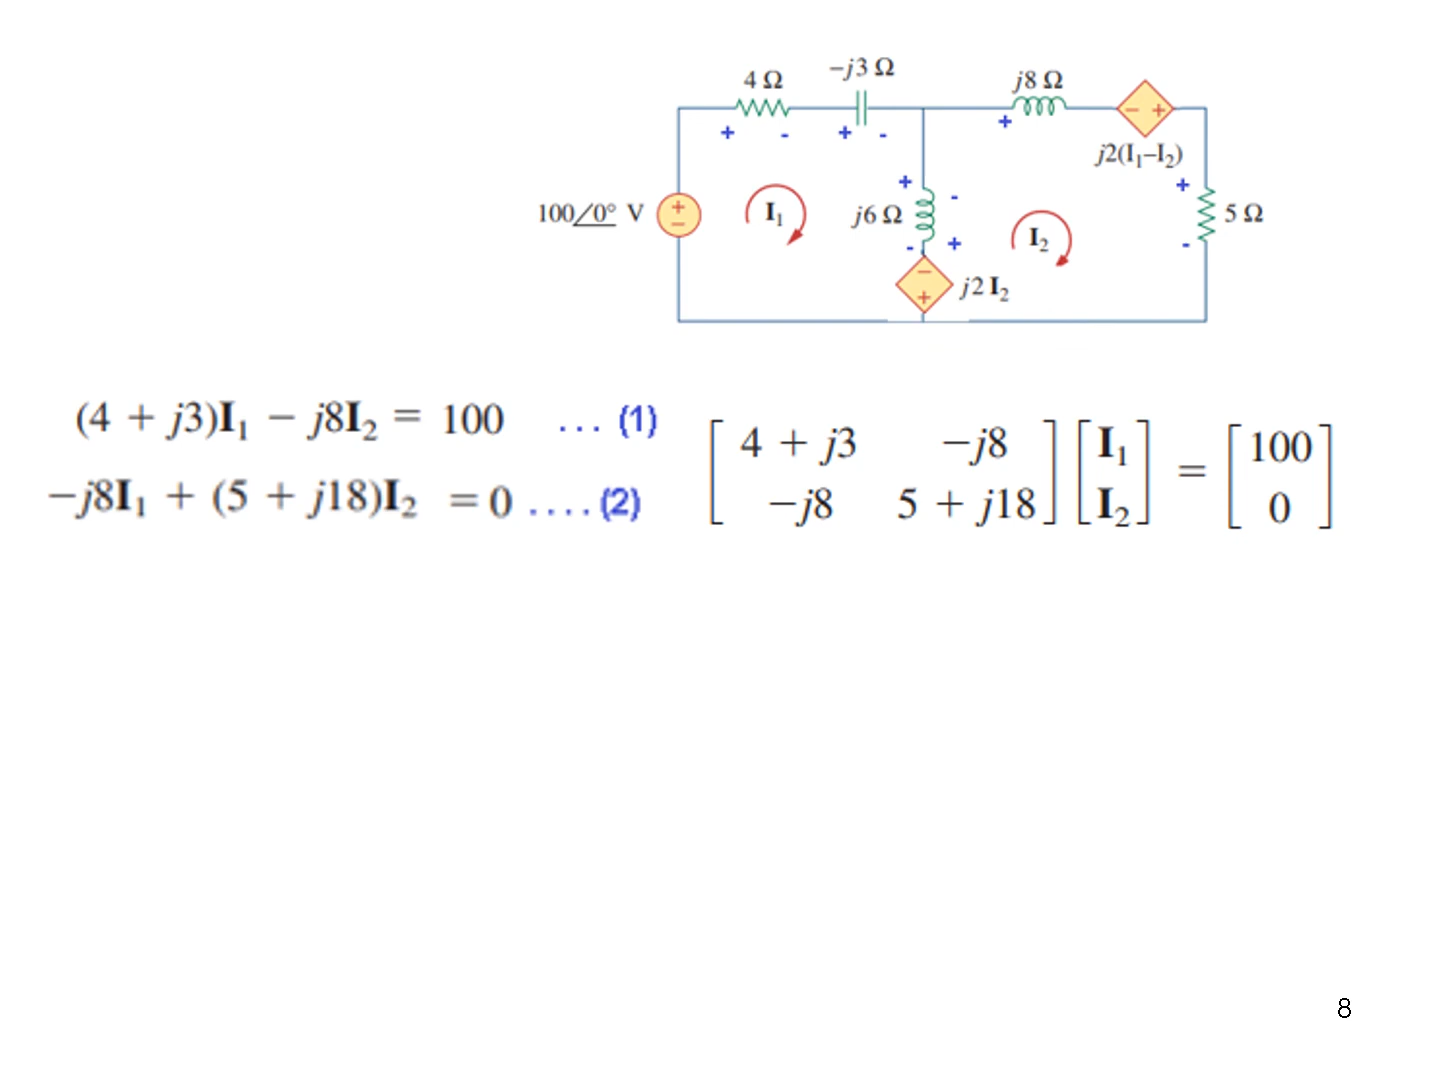 4 Ω
−j3 Ω
j8 Ω
+ - + - + − +
j2(I₁−I₂)
100∠0° V
+
−
I₁
j6 Ω
+
-
-
+
I₂
+
-
5 Ω
−
+
j2 I₂
(4 + j3)I₁ − j8I₂ = 100 ... (1)
−j8I₁ + (5 + j18)I₂ = 0 .... (2)
[ 4 + j3 −j8 ] [ I₁ ] = [ 100 ]
[ −j8 5 + j18 ] [ I₂ ] [ 0 ]
8